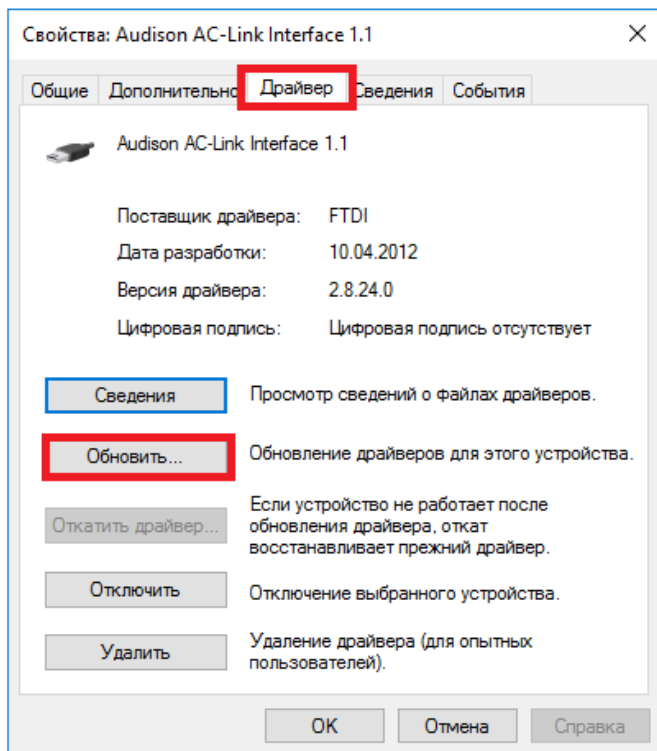 Свойства: Audison AC-Link Interface 1.1
Общие Дополнительно Драйвер Сведения События
Audison AC-Link Interface 1.1
Поставщик драйвера: FTDI
Дата разработки: 10.04.2012
Версия драйвера: 2.8.24.0
Цифровая подпись: Цифровая подпись отсутствует
Сведения Просмотр сведений о файлах драйверов.
Обновить... Обновление драйверов для этого устройства.
Откатить драйвер... Если устройство не работает после
обновления драйвера, откат
восстанавливает прежний драйвер.
Отключить Отключение выбранного устройства.
Удалить Удаление драйвера (для опытных
пользователей).
OK Отмена Справка